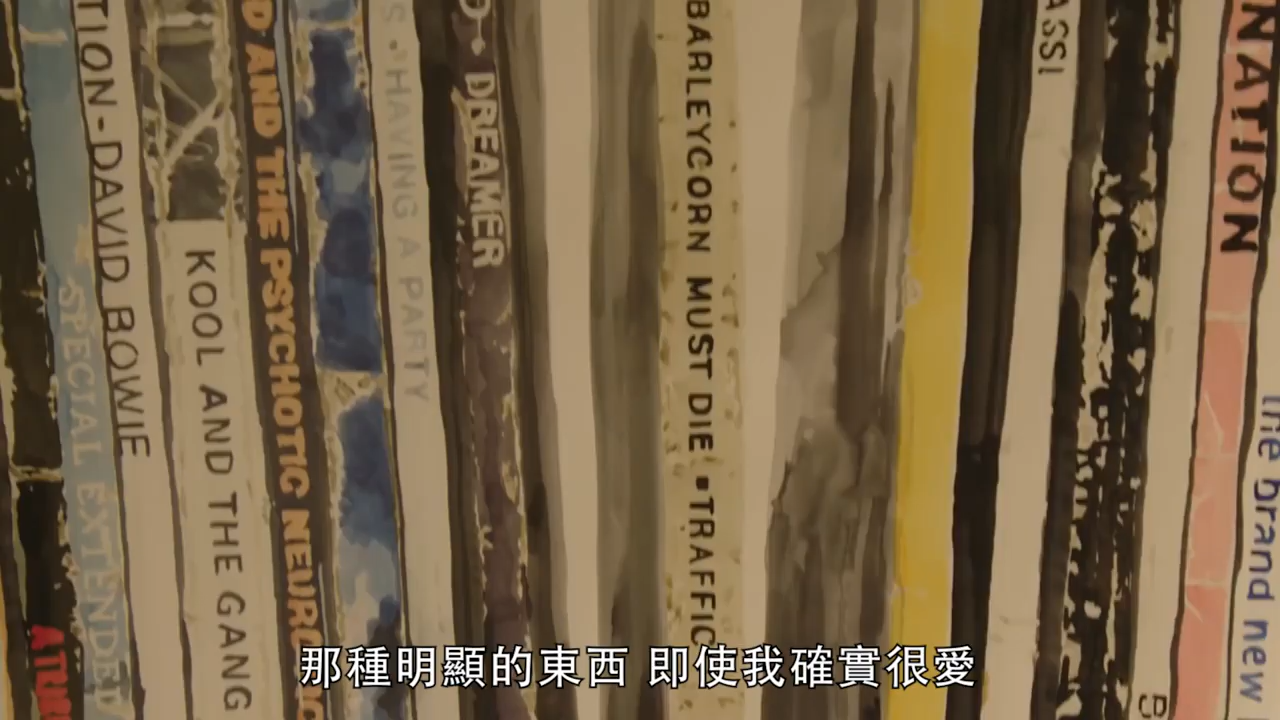 TION-DAVID BOWIE
SPECIAL EXTENDED
KOOL AND THE GANG
D AND THE PSYCHOTIC
S•HAVING A PARTY
DREAMER
BARLEYCORN MUST DIE•TRAFFIC
ASSI
NATION
the brand new
那種明顯的東西 即使我確實很愛